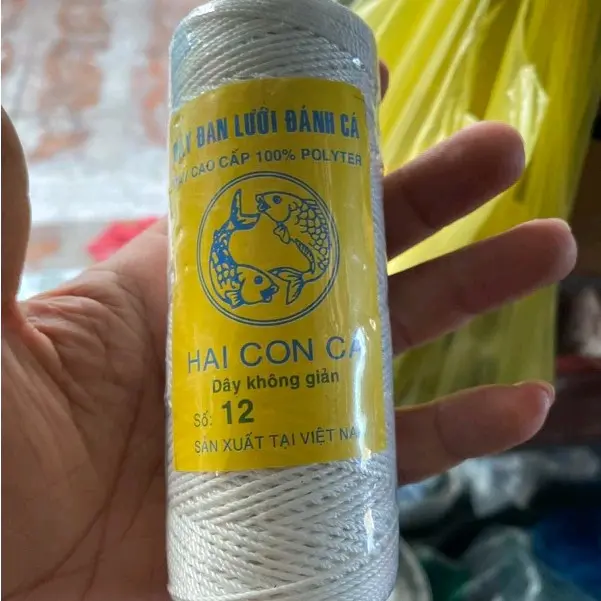 ĐAN LƯỚI ĐÁNH CÁ
CAO CẤP 100% POLYTER
HAI CON CÁ
Dây không giản
Số: 12
SẢN XUẤT TẠI VIỆT NA